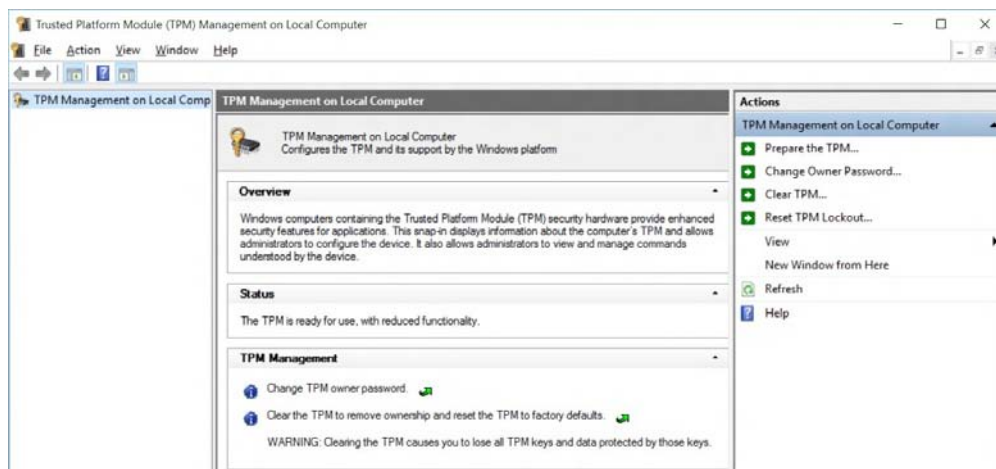 Trusted Platform Module (TPM) Management on Local Computer
File Action View Window Help
TPM Management on Local Comp
TPM Management on Local Computer
TPM Management on Local Computer
Configures the TPM and its support by the Windows platform
Overview
Windows computers containing the Trusted Platform Module (TPM) security hardware provide enhanced
security features for applications. This snap-in displays information about the computer's TPM and allows
administrators to configure the device. It also allows administrators to view and manage commands
understood by the device.
Status
The TPM is ready for use, with reduced functionality.
TPM Management
Change TPM owner password.
Clear the TPM to remove ownership and reset the TPM to factory defaults.
WARNING: Clearing the TPM causes you to lose all TPM keys and data protected by those keys.
Actions
TPM Management on Local Computer
Prepare the TPM...
Change Owner Password...
Clear TPM...
Reset TPM Lockout...
View
New Window from Here
Refresh
Help